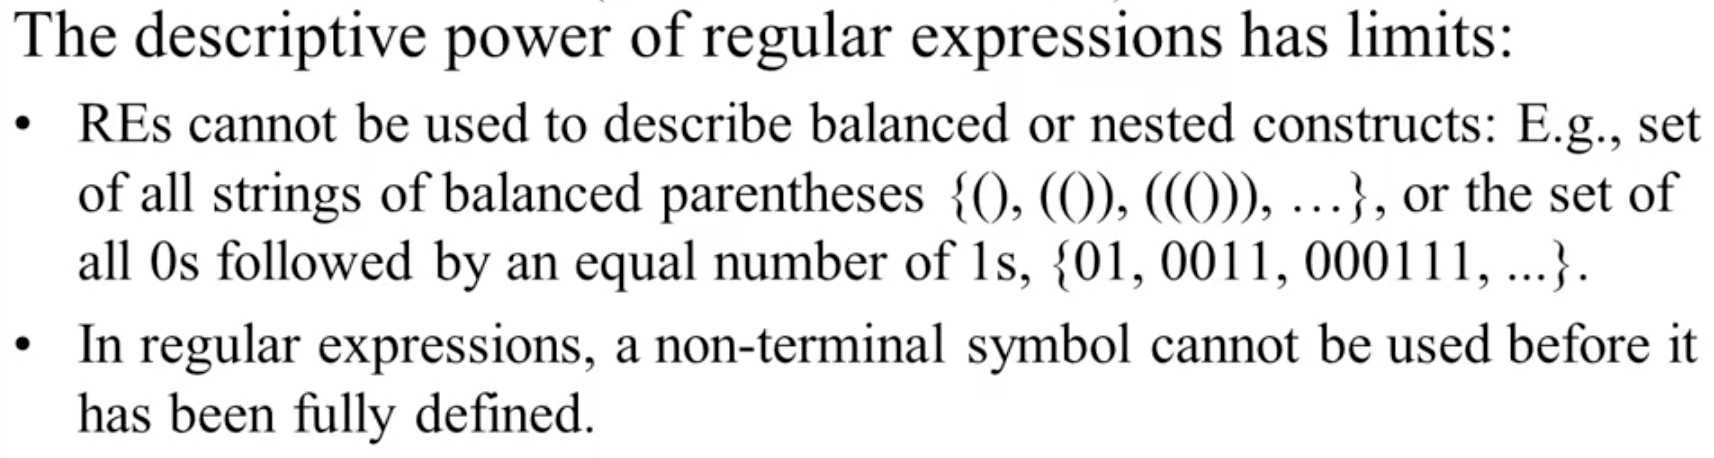 The descriptive power of regular expressions has limits:
• REs cannot be used to describe balanced or nested constructs: E.g., set
of all strings of balanced parentheses {(), (()), ((())), …}, or the set of
all 0s followed by an equal number of 1s, {01, 0011, 000111, ...}.
• In regular expressions, a non-terminal symbol cannot be used before it
has been fully defined.